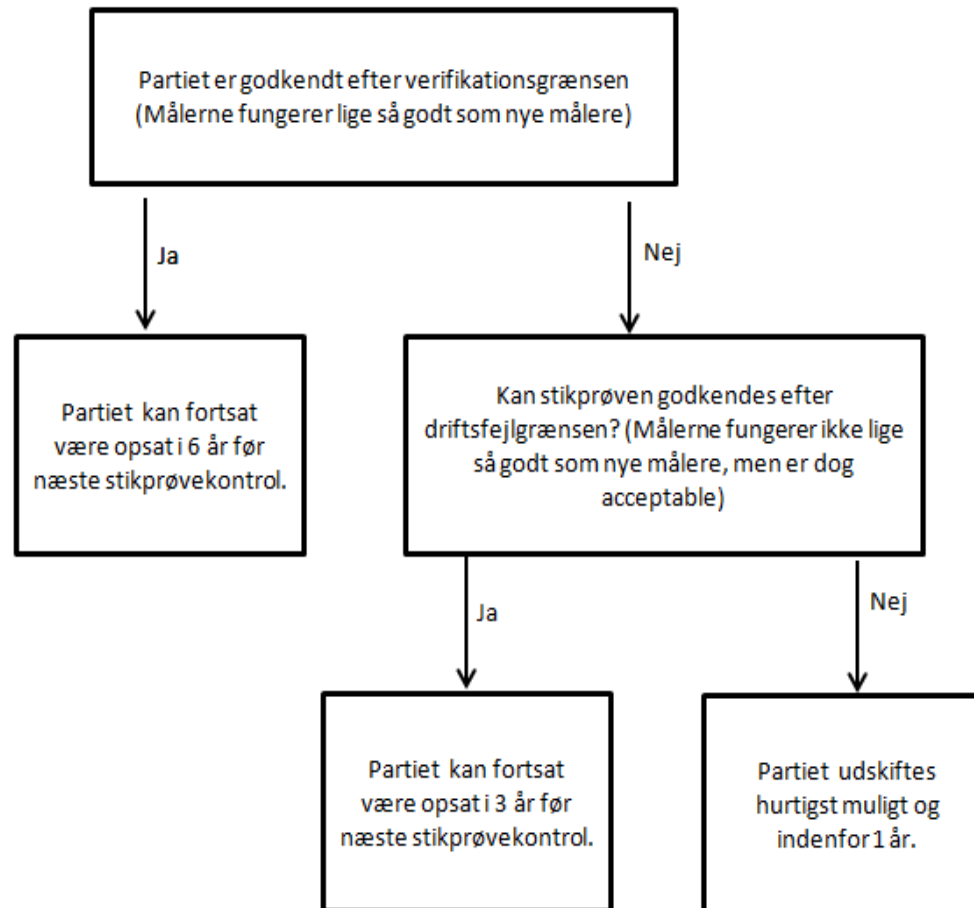 Partiet er godkendt efter verifikationsgrænsen
(Målerne fungerer lige så godt som nye målere)
Ja
Nej
Partiet kan fortsat
være opsat i 6 år før
næste stikprøvekontrol.
Kan stikprøven godkendes efter
driftsfejlgrænsen? (Målerne fungerer ikke lige
så godt som nye målere, men er dog
acceptable)
Ja
Nej
Partiet kan fortsat
være opsat i 3 år før
næste stikprøvekontrol.
Partiet udskiftes
hurtigst muligt og
indenfor 1 år.